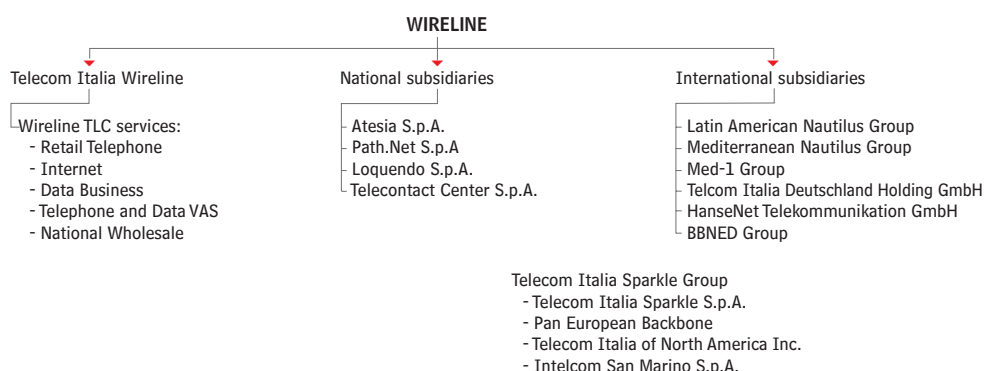 WIRELINE
Telecom Italia Wireline
Wireline TLC services:
- Retail Telephone
- Internet
- Data Business
- Telephone and Data VAS
- National Wholesale
National subsidiaries
- Atesia S.p.A.
- Path.Net S.p.A
- Loquendo S.p.A.
Telecontact Center S.p.A.
International subsidiaries
- Latin American Nautilus Group
- Mediterranean Nautilus Group
- Med-1 Group
- Telcom Italia Deutschland Holding GmbH
- HanseNet Telekommunikation GmbH
- BBNED Group
Telecom Italia Sparkle Group
- Telecom Italia Sparkle S.p.A.
- Pan European Backbone
- Telecom Italia of North America Inc.
- Intelcom San Marino S.p.A.